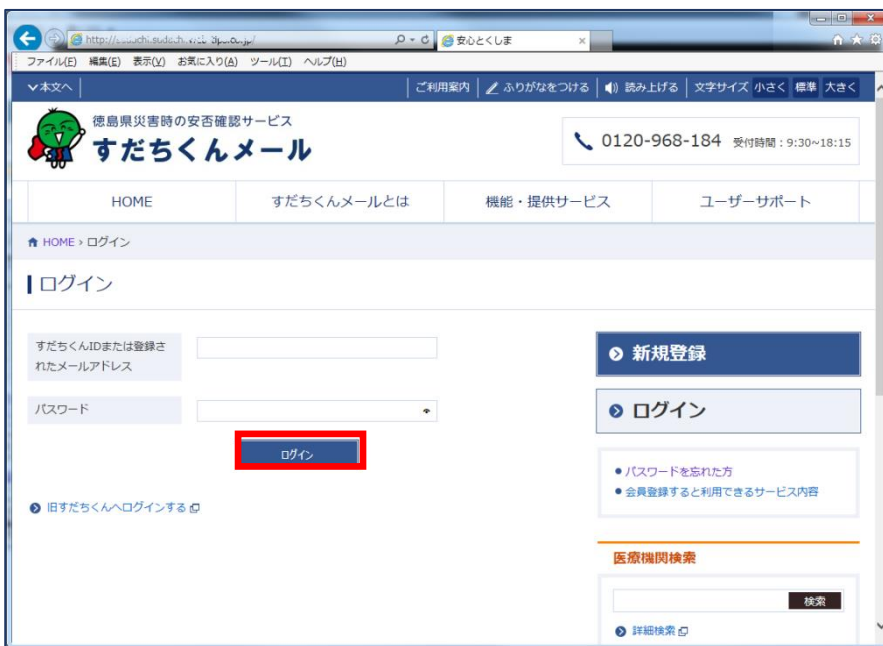 安心とくしま
ファイル(F) 編集(E) 表示(V) お気に入り(A) ツール(T) ヘルプ(H)
本文へ ご利用案内 ふりがなをつける 読み上げる 文字サイズ 小さく 標準 大きく
徳島県災害時の安否確認サービス
すだちくんメール
0120-968-184 受付時間:9:30~18:15
HOME すだちくんメールとは 機能・提供サービス ユーザーサポート
HOME › ログイン
ログイン
すだちくんIDまたは登録さ
れたメールアドレス
パスワード
ログイン
旧すだちくんへログインする
新規登録
ログイン
パスワードを忘れた方
会員登録すると利用できるサービス内容
医療機関検索
検索
詳細検索